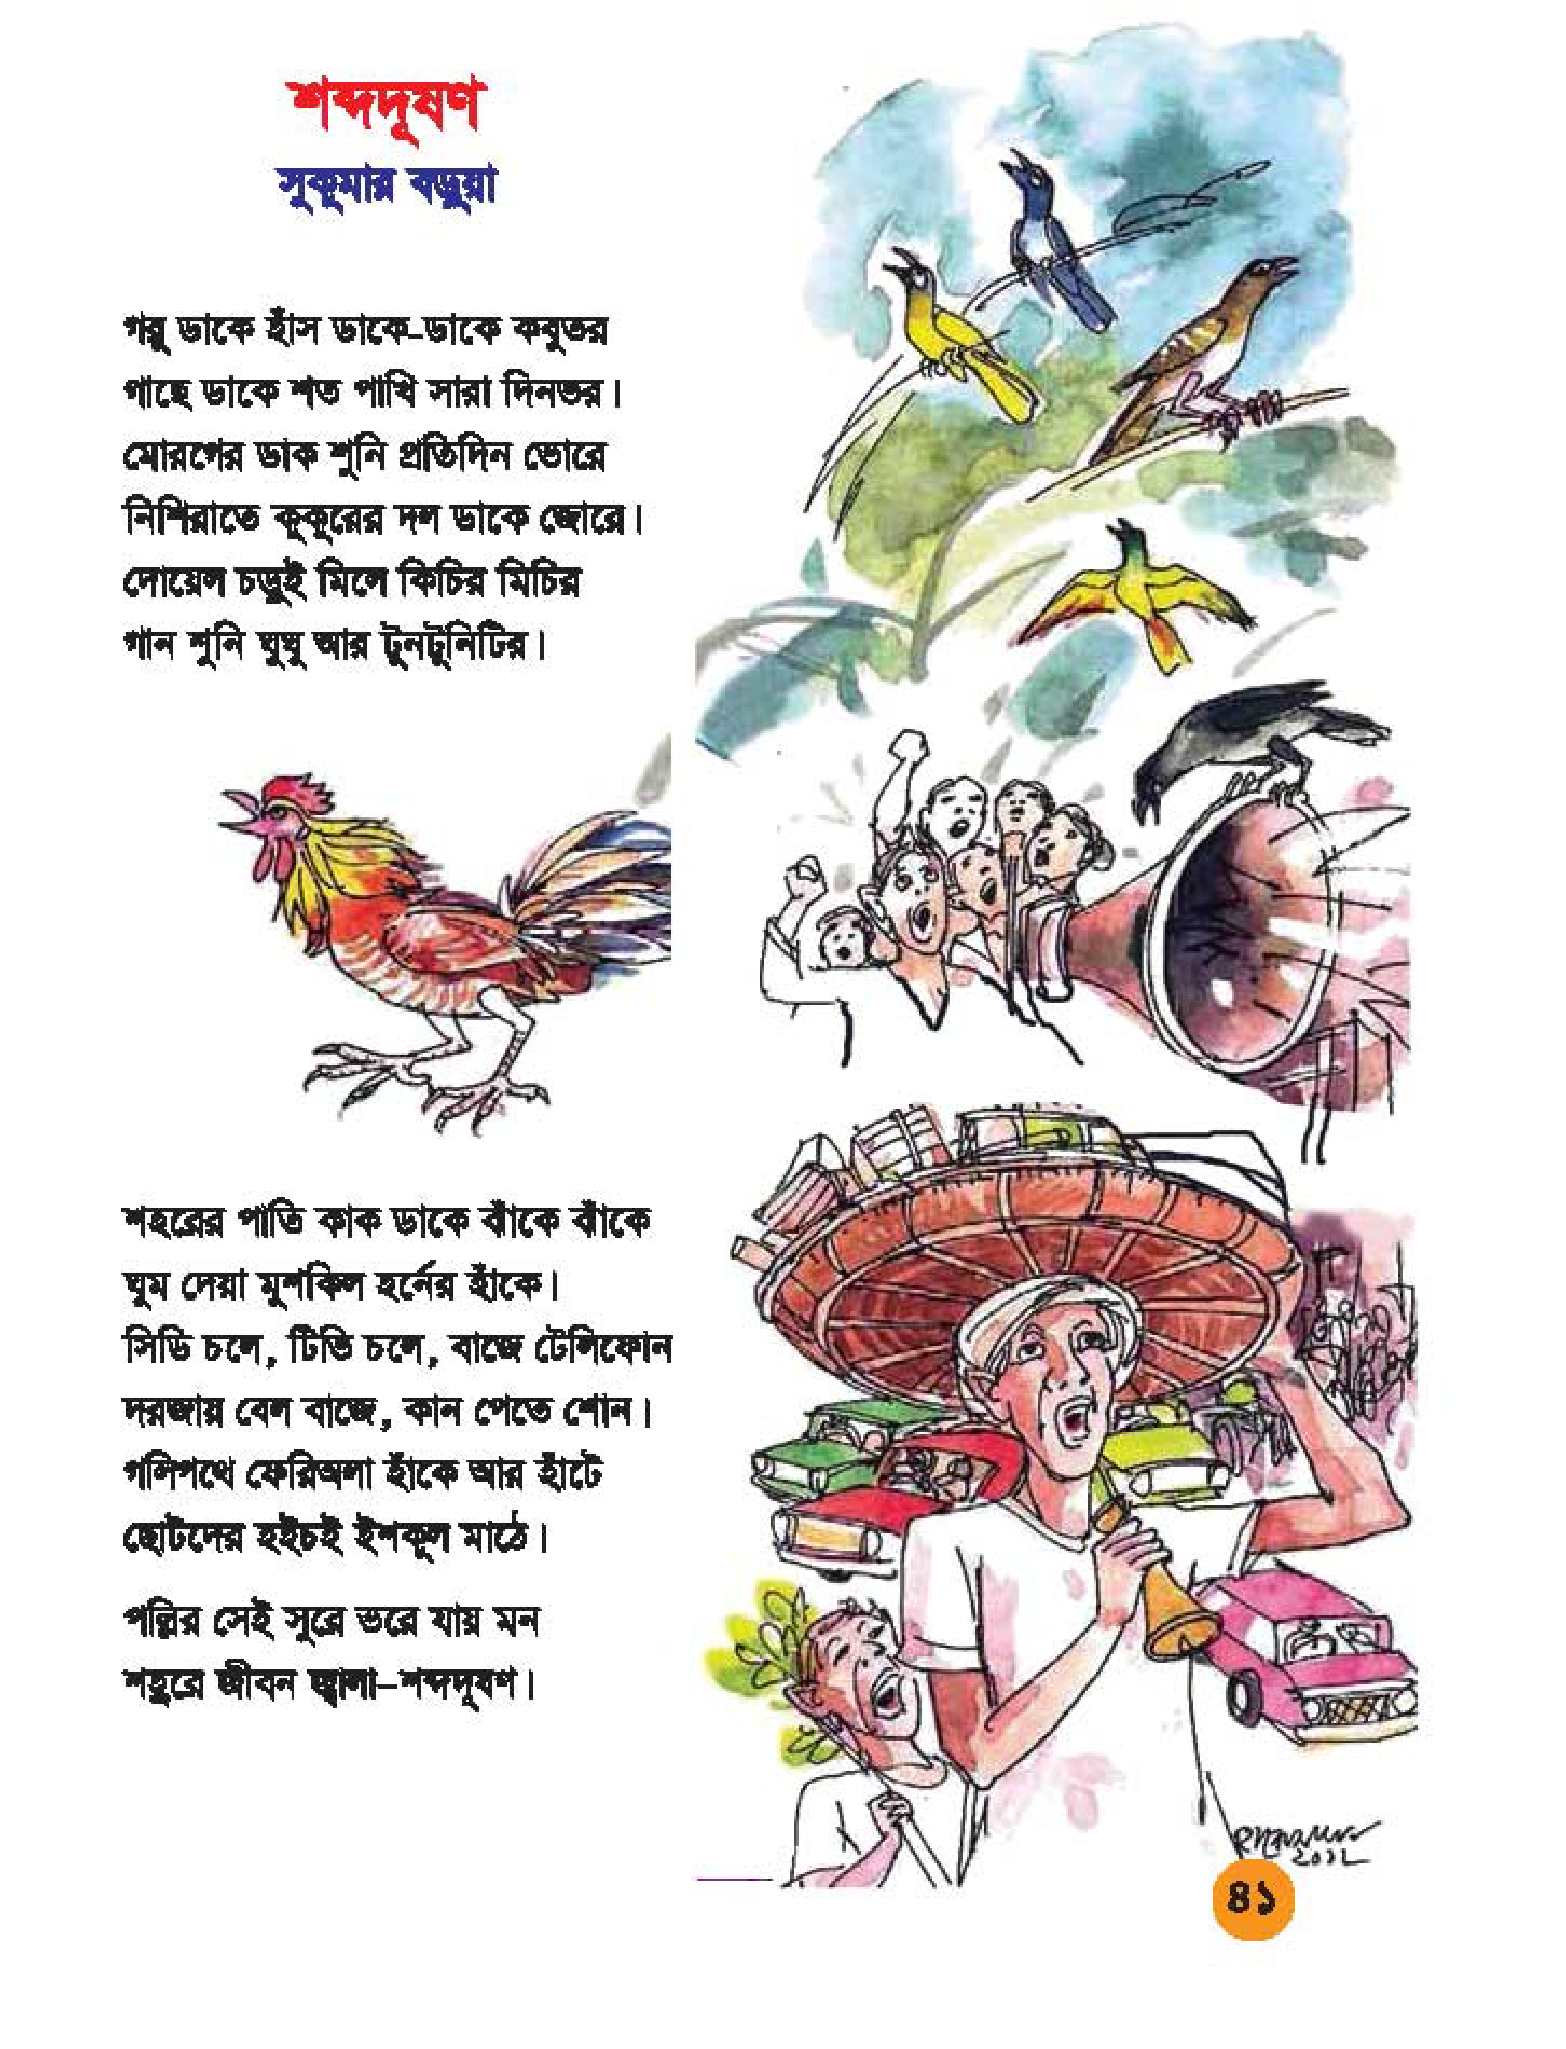 শব্দদূষণ
সুকুমার বড়ুয়া
গরু ডাকে হাঁস ডাকে-ডাকে কবুতর
গাছে ডাকে শত পাখি সারা দিনভর।
মোরগের ডাক শুনি প্রতিদিন ভোরে
নিশিরাতে কুকুরের দল ডাকে জোরে।
দোয়েল চড়ুই মিলে কিচির মিচির
গান শুনি ঘুঘু আর টুনটুনিটির।
শহরের পাতি কাক ডাকে ঝাঁকে ঝাঁকে
ঘুম দেয়া মুশকিল হর্নের হাঁকে।
সিডি চলে, টিভি চলে, বাজে টেলিফোন
দরজায় বেল বাজে, কান পেতে শোন।
গলিপথে ফেরিঅলা হাঁকে আর হাঁটে
ছোটদের হইচই ইশকুল মাঠে।
পল্লির সেই সুরে ভরে যায় মন
শহুরে জীবন জ্বালা-শব্দদূষণ।
২০১২
৪১